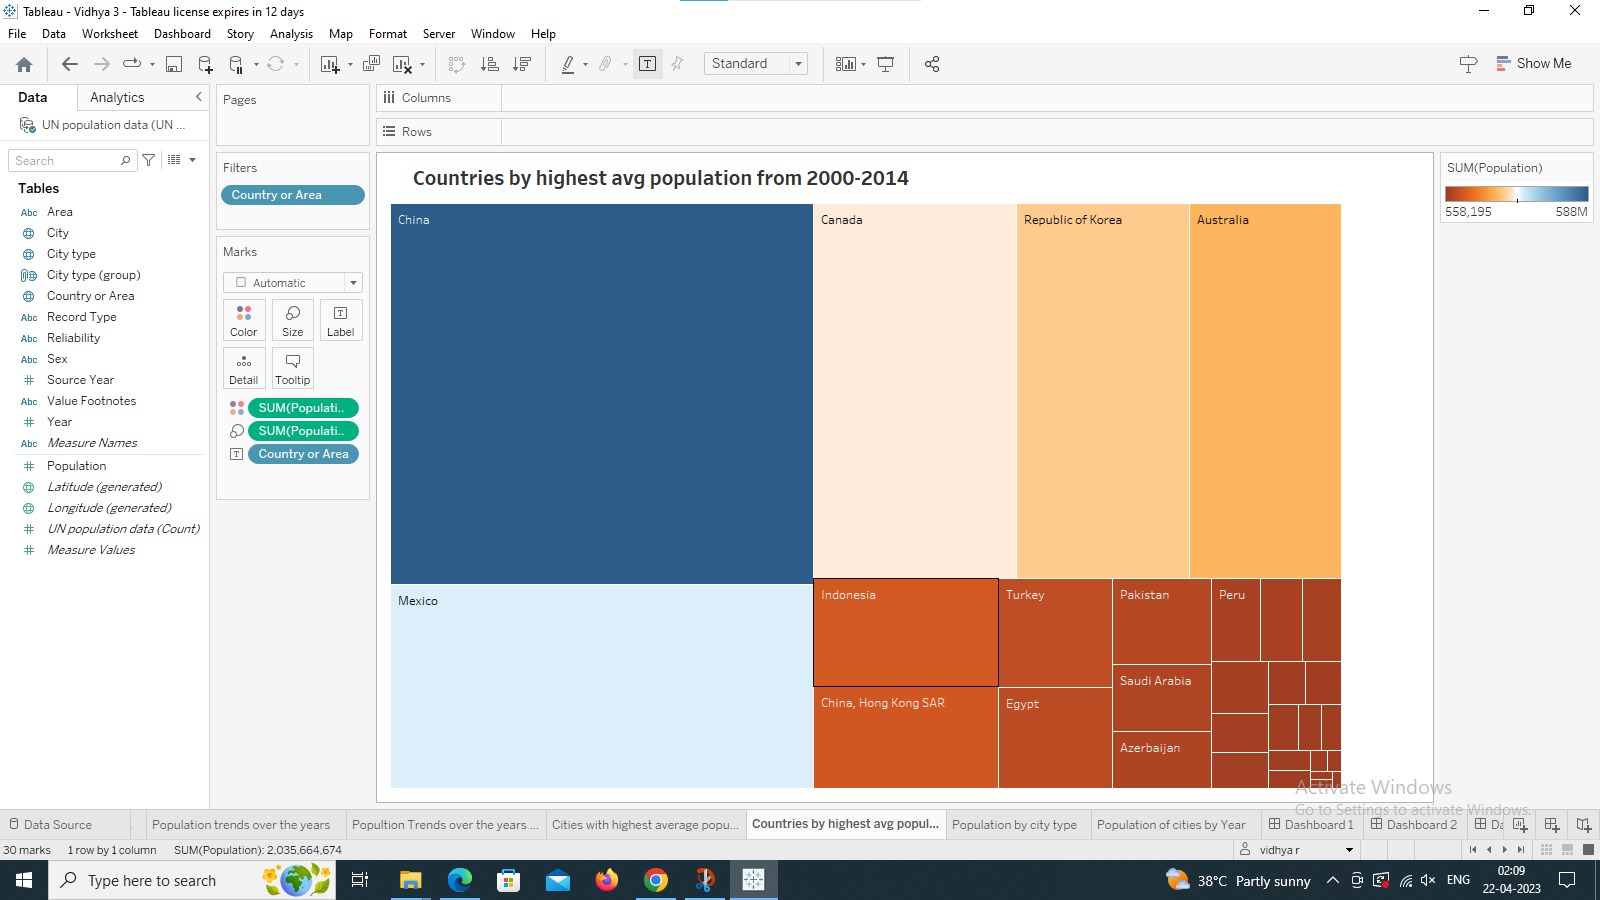 Tableau - Vidhya 3 - Tableau license expires in 12 days
File Data Worksheet Dashboard Story Analysis Map Format Server Window Help
Standard
Show Me
Data Analytics
UN population data (UN ...
Search
Tables
Abc Area
City
City type
City type (group)
Country or Area
Abc Record Type
Abc Reliability
Abc Sex
Source Year
Abc Value Footnotes
Year
Abc Measure Names
Population
Latitude (generated)
Longitude (generated)
UN population data (Count)
Measure Values
Pages
Filters
Country or Area
Marks
Automatic
Color Size Label
Detail Tooltip
SUM(Populati..
SUM(Populati..
Country or Area
Columns
Rows
Countries by highest avg population from 2000-2014
China
Canada
Republic of Korea
Australia
Mexico
Indonesia
Turkey
Pakistan
Peru
Saudi Arabia
China, Hong Kong SAR
Egypt
Azerbaijan
SUM(Population)
558,195 588M
Activate Windows
Go to Settings to activate Windows.
Data Source
Population trends over the years
Popultion Trends over the years ...
Cities with highest average popu...
Countries by highest avg popul...
Population by city type
Population of cities by Year
Dashboard 1
Dashboard 2
Da
30 marks 1 row by 1 column SUM(Population): 2,035,664,674
vidhya r
Type here to search
38°C Partly sunny
ENG
02:09
22-04-2023